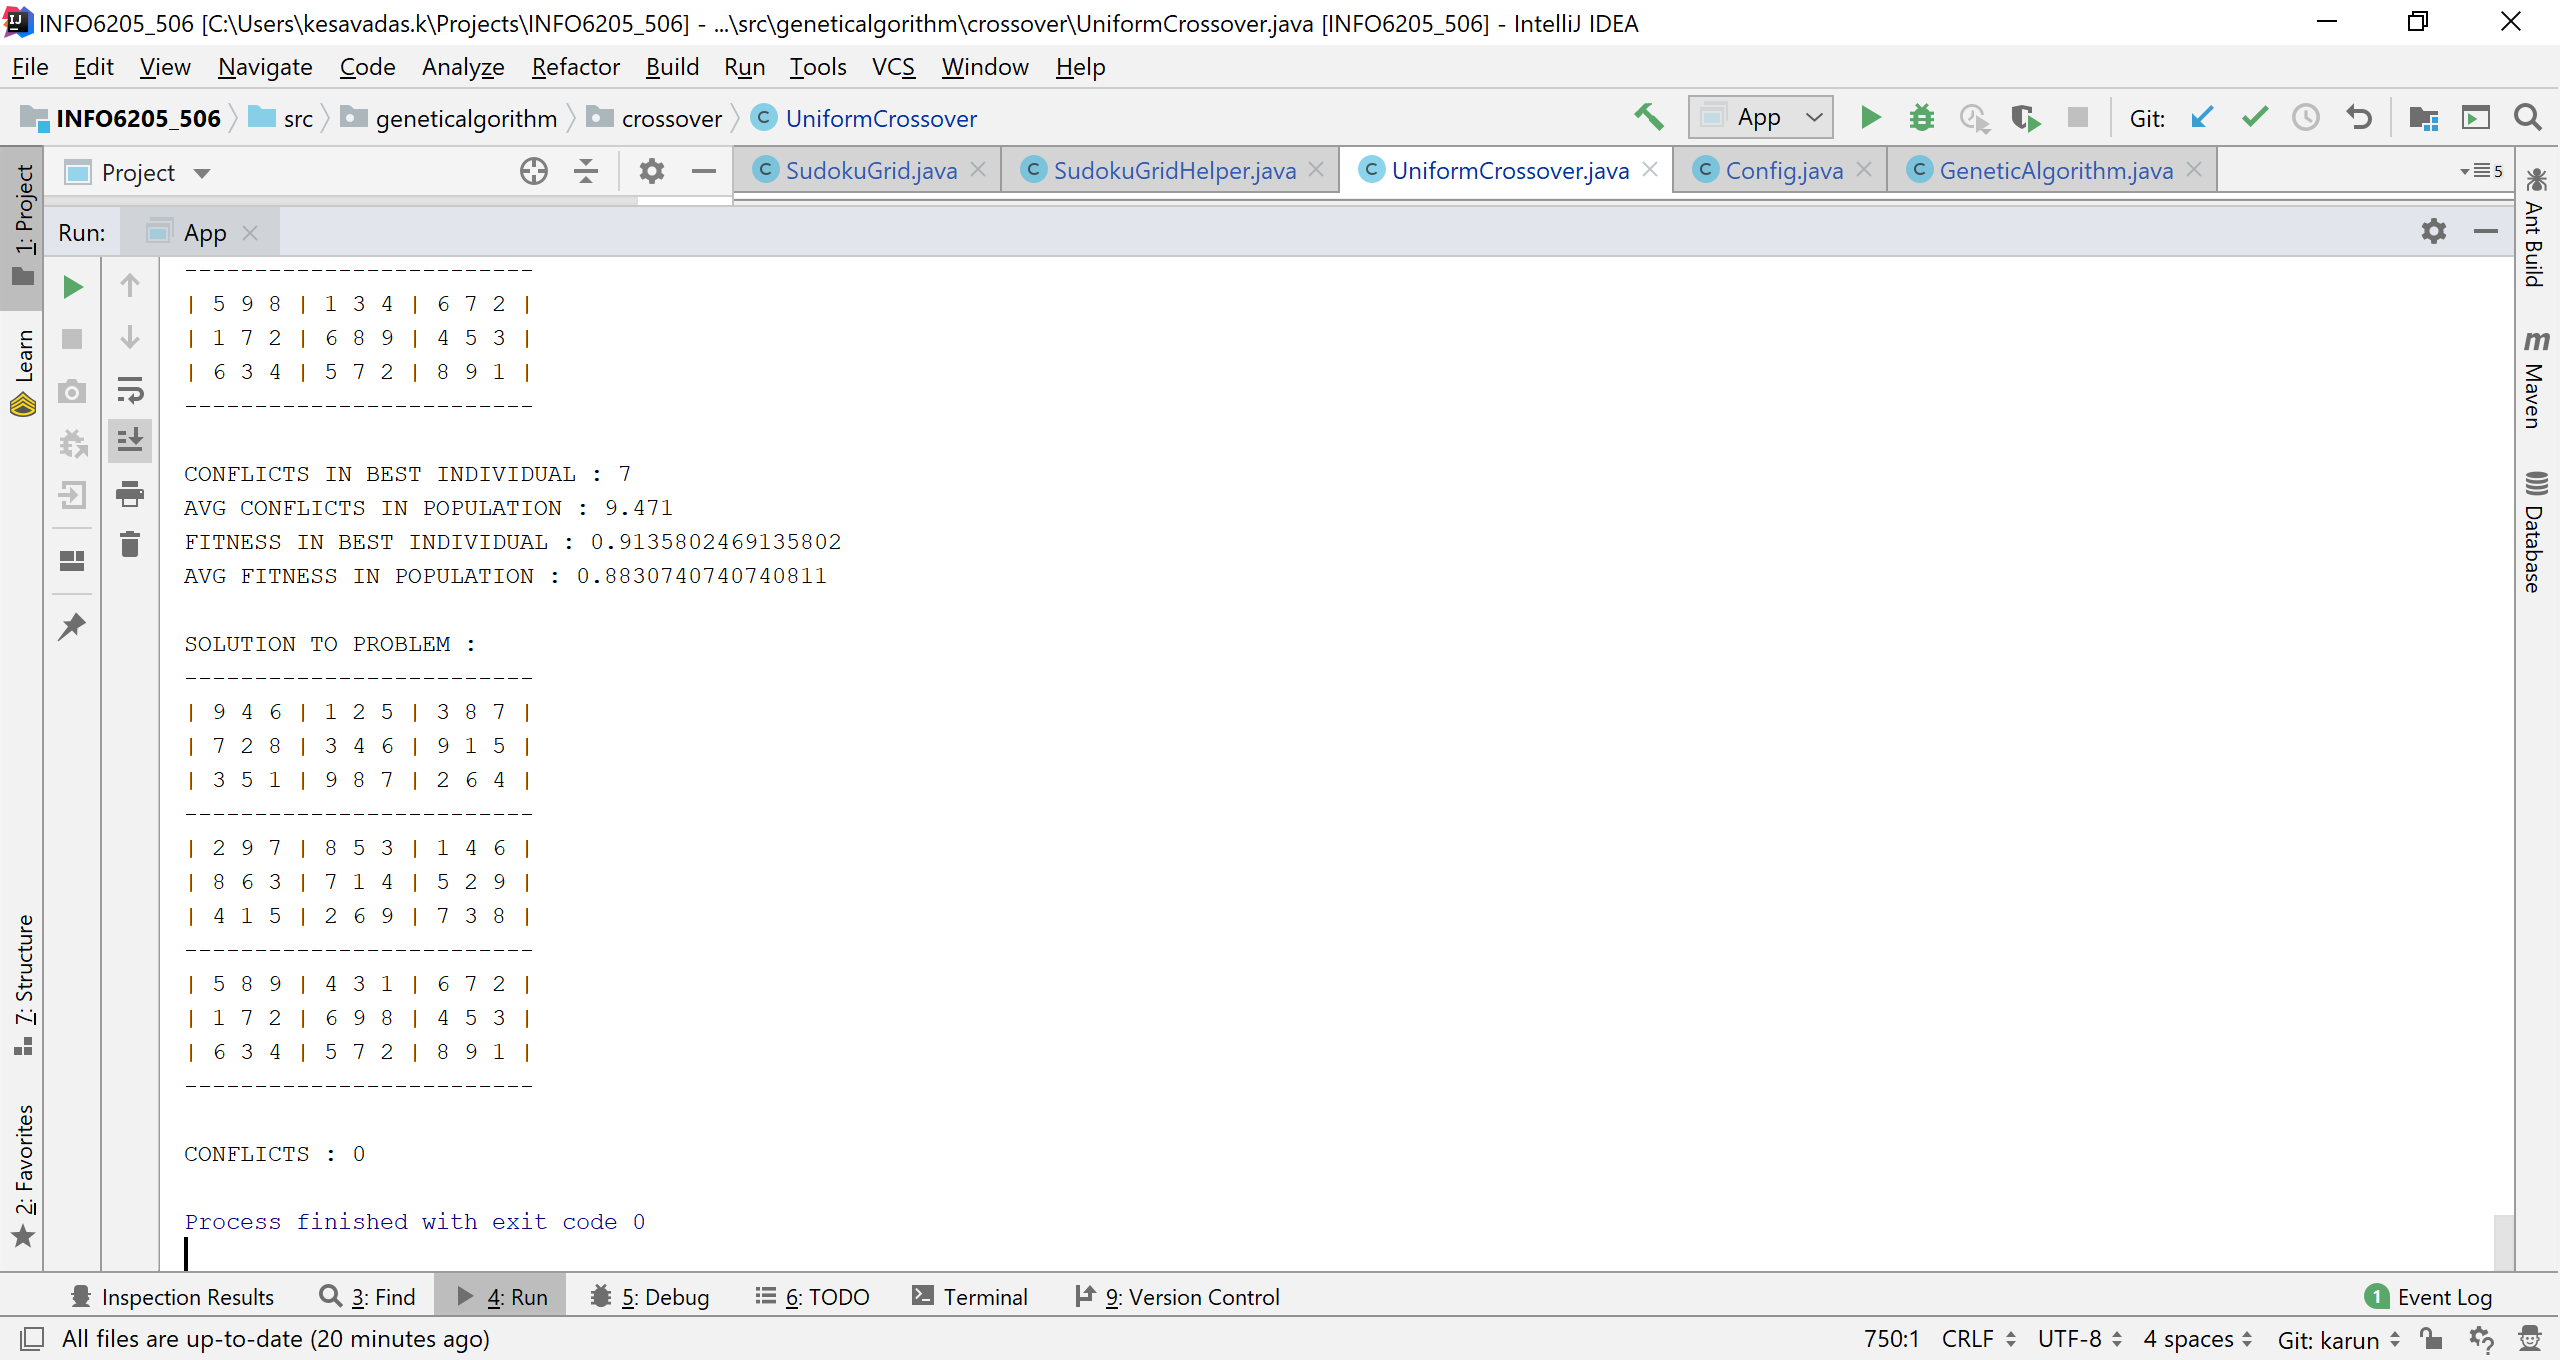 INFO6205_506 [C:\Users\kesavadas.k\Projects\INFO6205_506] - ...\src\geneticalgorithm\crossover\UniformCrossover.java [INFO6205_506] - IntelliJ IDEA
File Edit View Navigate Code Analyze Refactor Build Run Tools VCS Window Help
INFO6205_506 src geneticalgorithm crossover C UniformCrossover App Git:
1: Project
Learn
7: Structure
2: Favorites
Project
C SudokuGrid.java C SudokuGridHelper.java C UniformCrossover.java C Config.java C GeneticAlgorithm.java 5
Run: App
--------------------------
| 5 9 8 | 1 3 4 | 6 7 2 |
| 1 7 2 | 6 8 9 | 4 5 3 |
| 6 3 4 | 5 7 2 | 8 9 1 |
--------------------------
CONFLICTS IN BEST INDIVIDUAL : 7
AVG CONFLICTS IN POPULATION : 9.471
FITNESS IN BEST INDIVIDUAL : 0.9135802469135802
AVG FITNESS IN POPULATION : 0.8830740740740811
SOLUTION TO PROBLEM :
--------------------------
| 9 4 6 | 1 2 5 | 3 8 7 |
| 7 2 8 | 3 4 6 | 9 1 5 |
| 3 5 1 | 9 8 7 | 2 6 4 |
--------------------------
| 2 9 7 | 8 5 3 | 1 4 6 |
| 8 6 3 | 7 1 4 | 5 2 9 |
| 4 1 5 | 2 6 9 | 7 3 8 |
--------------------------
| 5 8 9 | 4 3 1 | 6 7 2 |
| 1 7 2 | 6 9 8 | 4 5 3 |
| 6 3 4 | 5 7 2 | 8 9 1 |
--------------------------
CONFLICTS : 0
Process finished with exit code 0
Ant Build
m Maven
Database
Inspection Results 3: Find 4: Run 5: Debug 6: TODO Terminal 9: Version Control 1 Event Log
All files are up-to-date (20 minutes ago) 750:1 CRLF UTF-8 4 spaces Git: karun